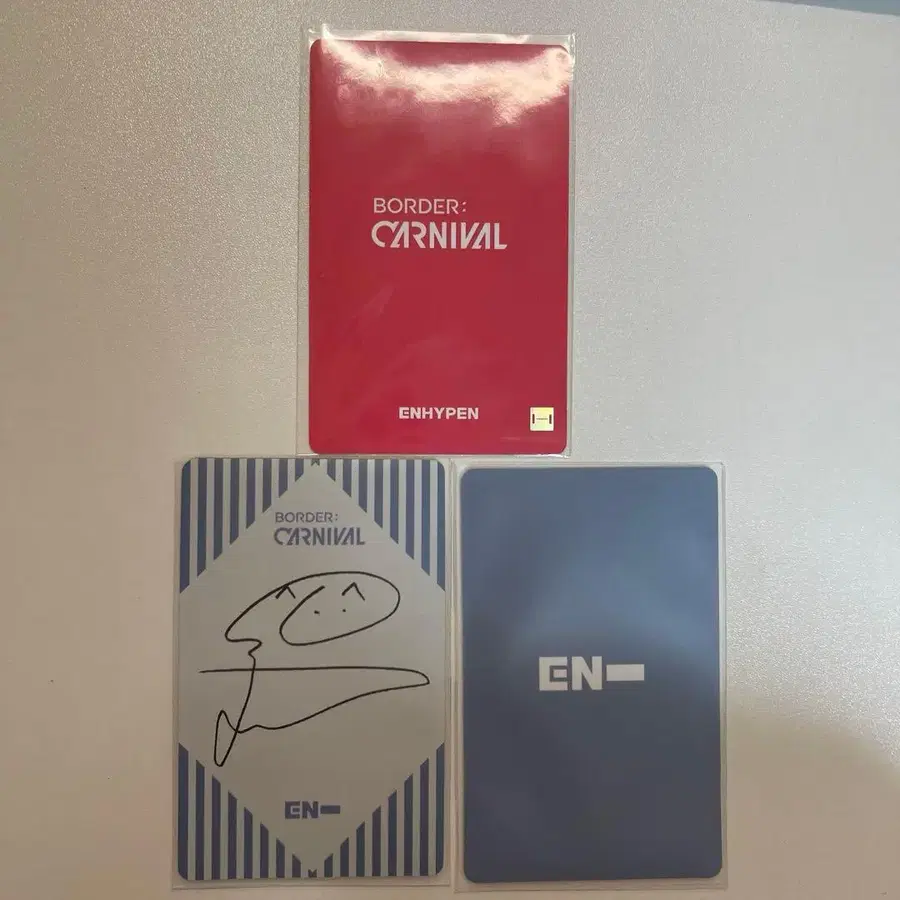 BORDER:
CARNIVAL
ENHYPEN
BORDER:
CARNIVAL
EN-
EN-